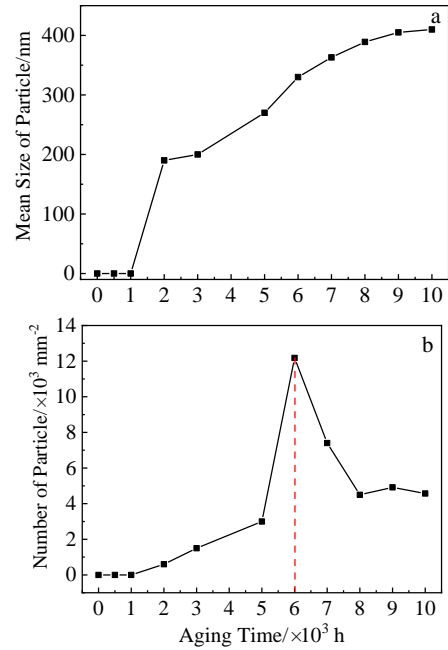 a
Mean Size of Particle/nm
400
300
200
100
0
0 1 2 3 4 5 6 7 8 9 10
b
Number of Particle/×10³ mm⁻²
14
12
10
8
6
4
2
0
0 1 2 3 4 5 6 7 8 9 10
Aging Time/×10³ h